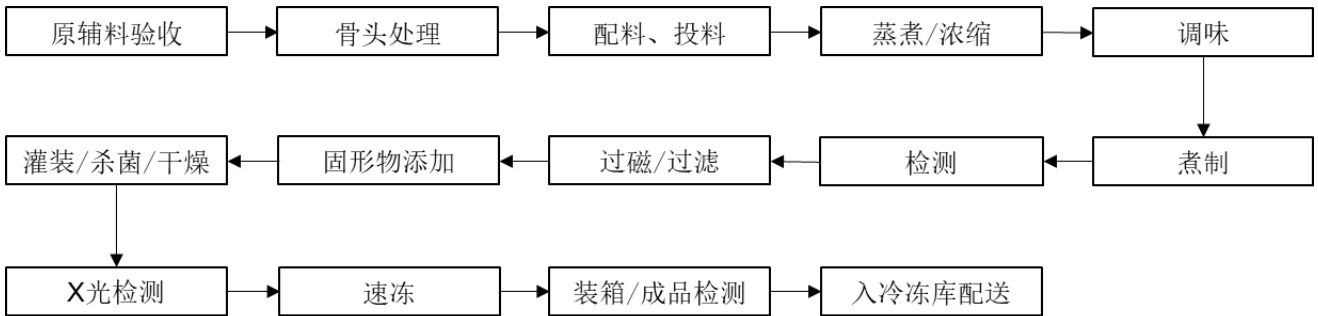 原辅料验收
骨头处理
配料、投料
蒸煮/浓缩
调味
灌装/杀菌/干燥
固形物添加
过磁/过滤
检测
煮制
X光检测
速冻
装箱/成品检测
入冷冻库配送